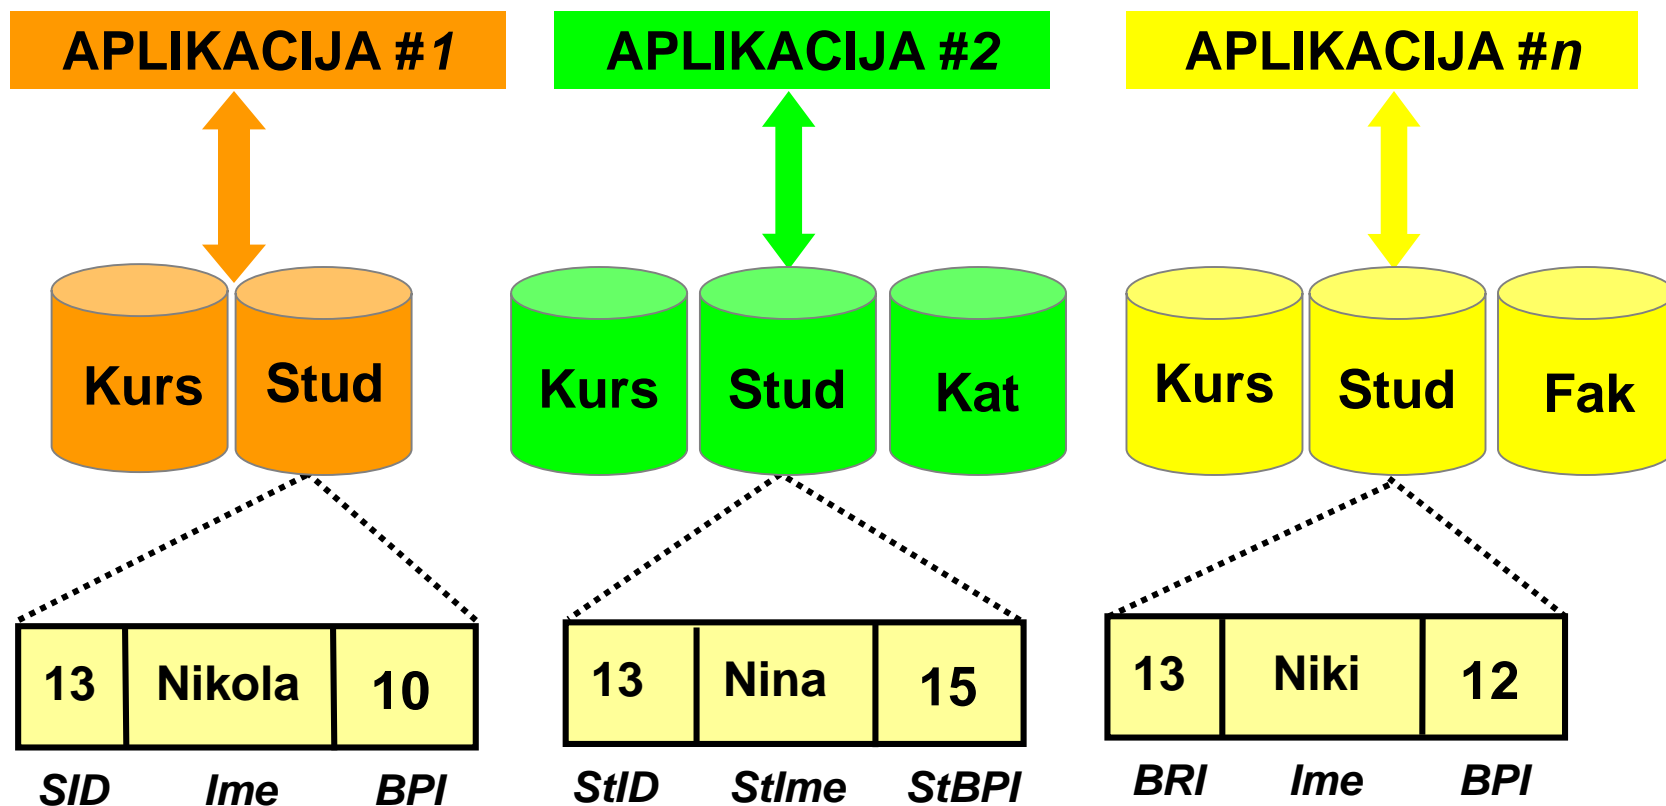 APLIKACIJA #1
APLIKACIJA #2
APLIKACIJA #n
Kurs
Stud
Kurs
Stud
Kat
Kurs
Stud
Fak
13 Nikola 10
SID Ime BPI
13 Nina 15
StID StIme StBPI
13 Niki 12
BRI Ime BPI